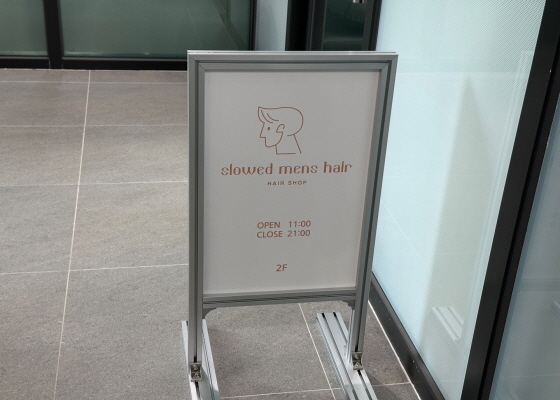 slowed mens hair
HAIR SHOP
OPEN 11:00
CLOSE 21:00
2F